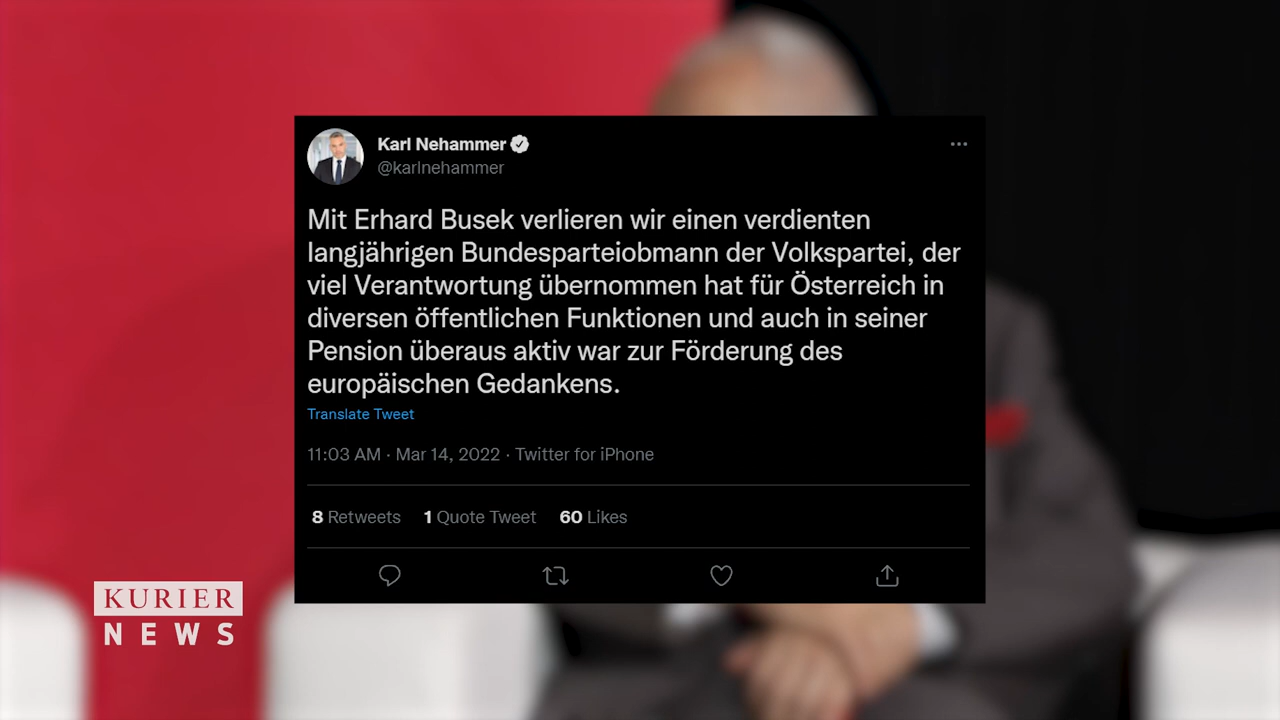 Karl Nehammer
@karlnehammer
Mit Erhard Busek verlieren wir einen verdienten
langjährigen Bundesparteiobmann der Volkspartei, der
viel Verantwortung übernommen hat für Österreich in
diversen öffentlichen Funktionen und auch in seiner
Pension überaus aktiv war zur Förderung des
europäischen Gedankens.
Translate Tweet
11:03 AM · Mar 14, 2022 · Twitter for iPhone
8 Retweets 1 Quote Tweet 60 Likes
KURIER
NEWS